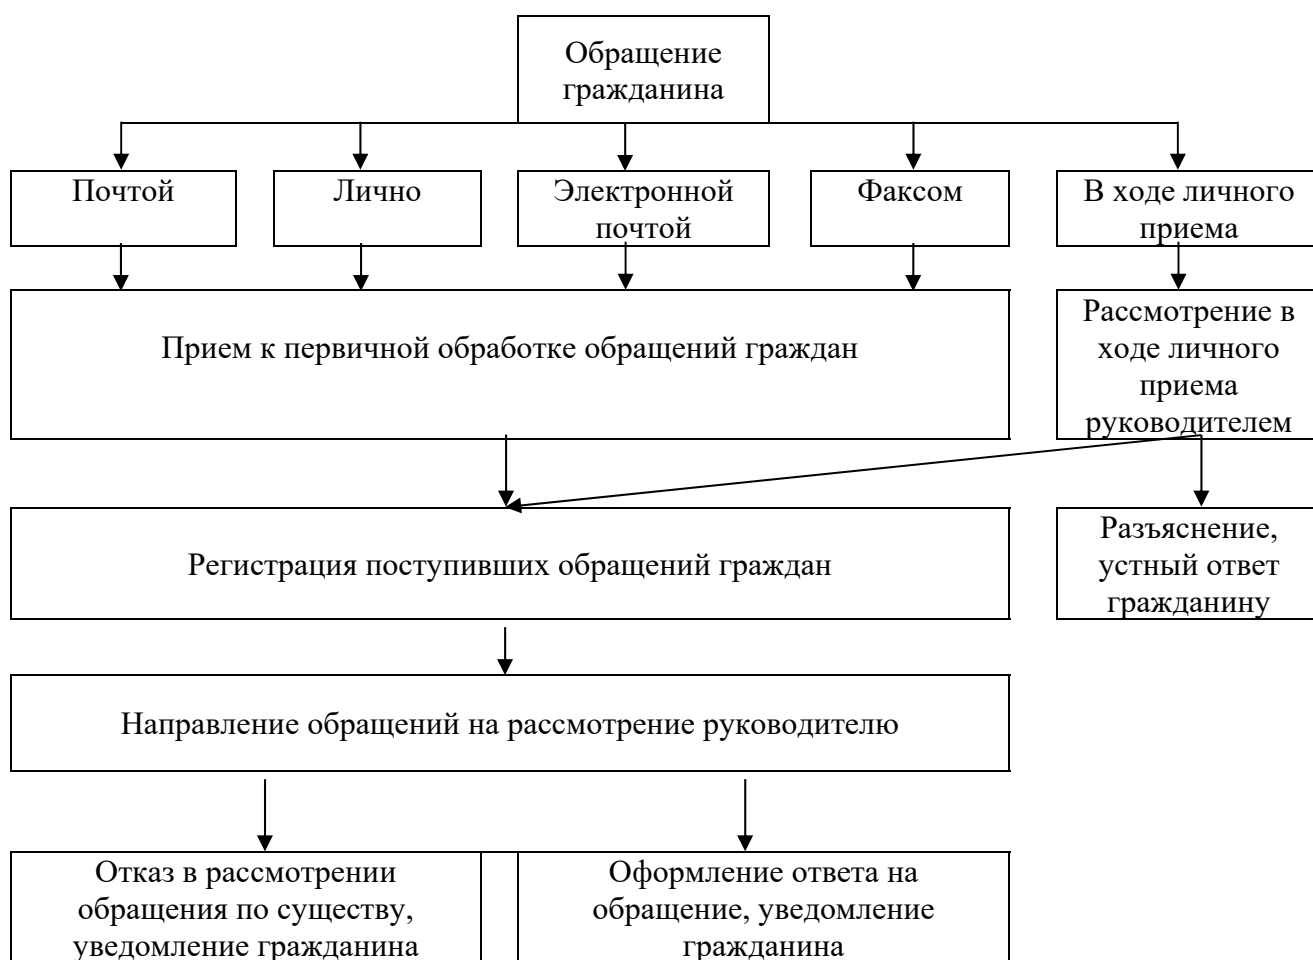 Обращение
гражданина
Почтой
Лично
Электронной
почтой
Факсом
В ходе личного
приема
Прием к первичной обработке обращений граждан
Рассмотрение в
ходе личного
приема
руководителем
Регистрация поступивших обращений граждан
Разъяснение,
устный ответ
гражданину
Направление обращений на рассмотрение руководителю
Отказ в рассмотрении
обращения по существу,
уведомление гражданина
Оформление ответа на
обращение, уведомление
гражданина